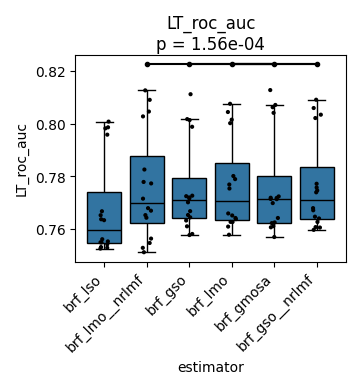 LT_roc_auc
p = 1.56e-04
LT_roc_auc
0.82
0.80
0.78
0.76
brf_lso
brf_lmo__nrlmf
brf_gso
brf_lmo
brf_gmosa
brf_gso__nrlmf
estimator